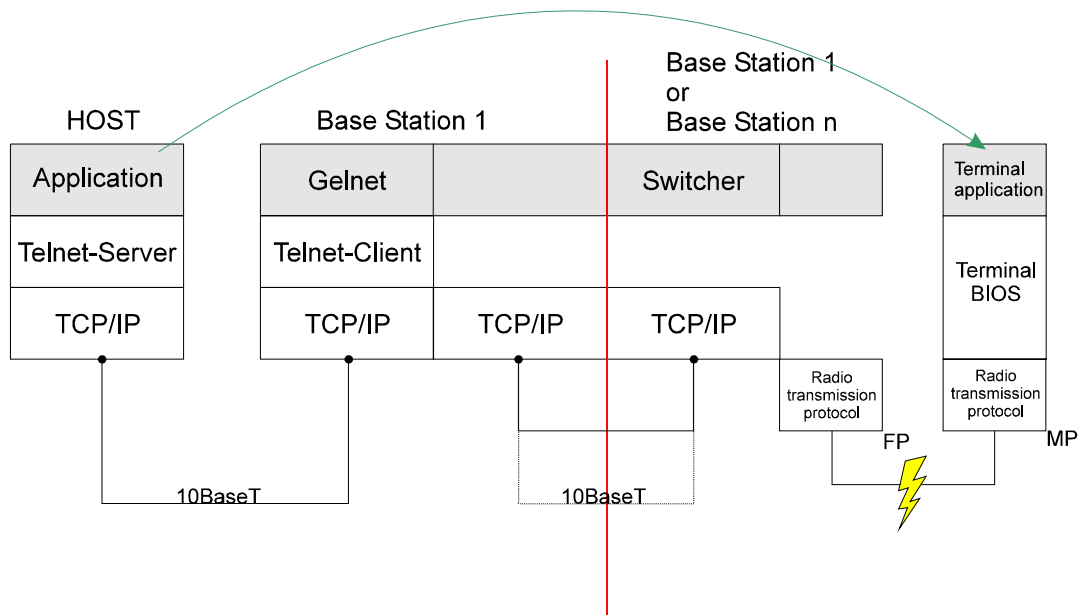 Base Station 1
or
Base Station n
HOST
Base Station 1
Application
Gelnet
Switcher
Terminal
application
Telnet-Server
Telnet-Client
Terminal
BIOS
TCP/IP
TCP/IP
TCP/IP
TCP/IP
Radio
transmission
protocol
Radio
transmission
protocol
FP
MP
10BaseT
10BaseT